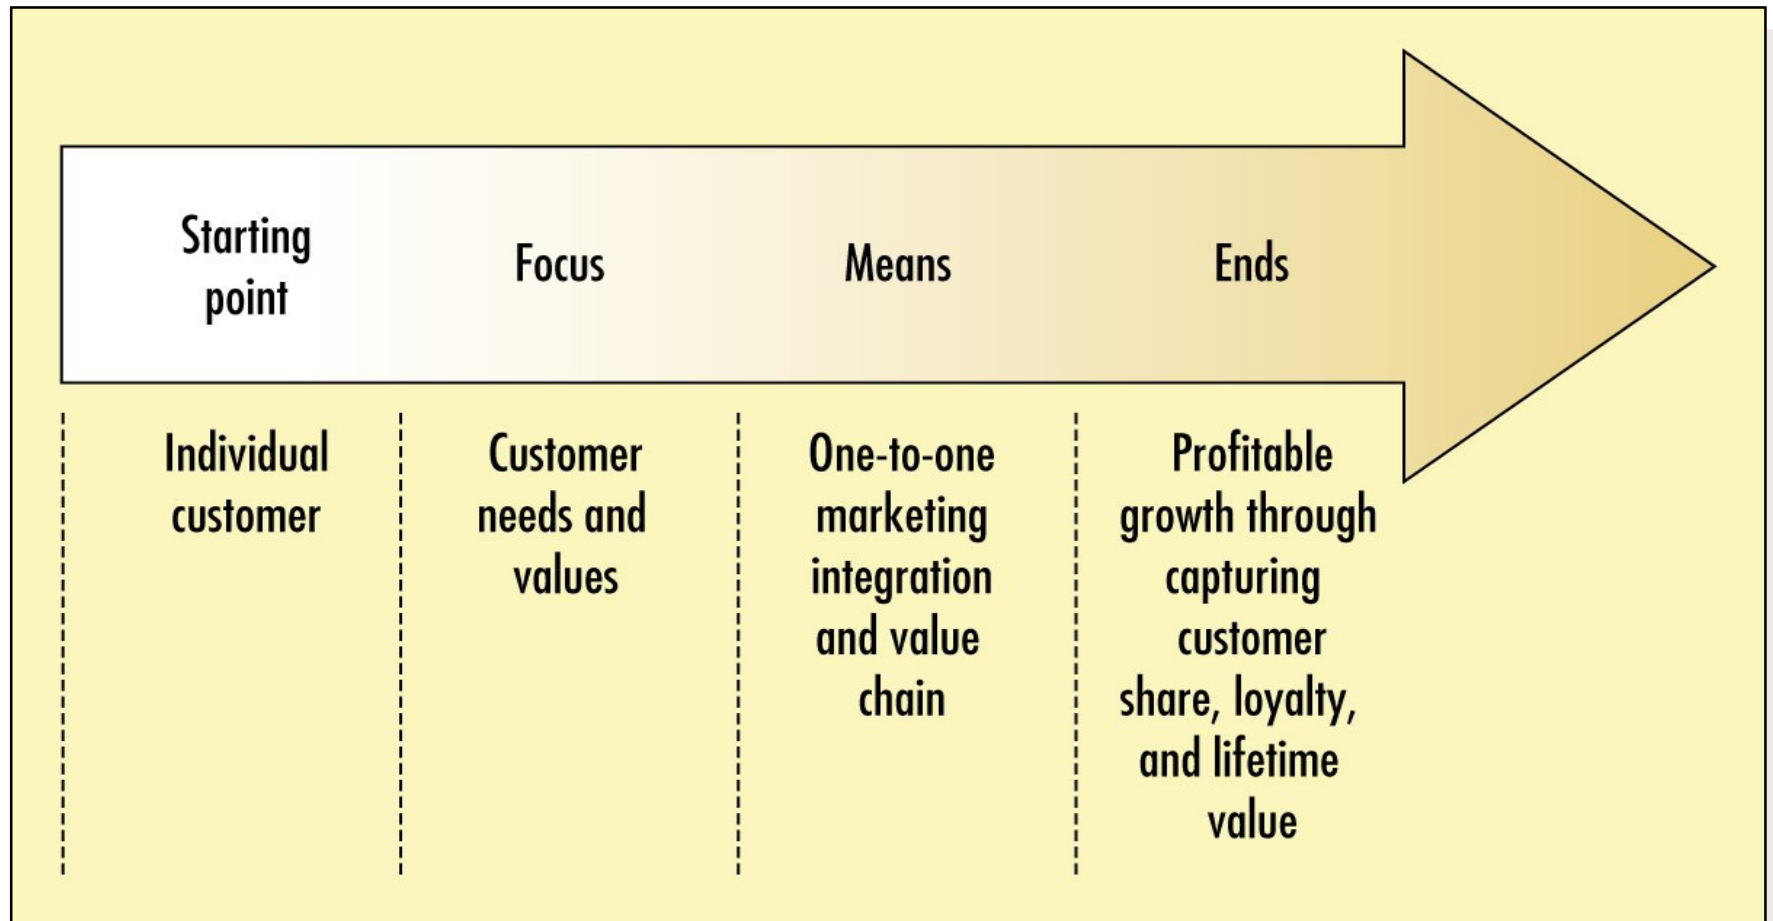 Starting
point
Focus
Means
Ends
Individual
customer
Customer
needs and
values
One-to-one
marketing
integration
and value
chain
Profitable
growth through
capturing
customer
share, loyalty,
and lifetime
value